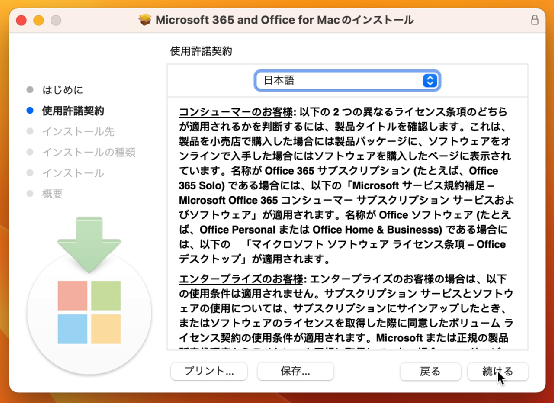 Microsoft 365 and Office for Macのインストール
使用許諾契約
日本語
はじめに
使用許諾契約
インストール先
インストールの種類
インストール
概要
コンシューマーのお客様: 以下の 2 つの異なるライセンス条項のどちら
が適用されるかを判断するには、製品タイトルを確認します。これは、
製品を小売店で購入した場合には製品パッケージに、ソフトウェアをオ
ンラインで入手した場合にはソフトウェアを購入したページに表示され
ています。名称が Office 365 サブスクリプション (たとえば、Office
365 Solo) である場合には、以下の「Microsoft サービス規約補足 –
Microsoft Office 365 コンシューマー サブスクリプション サービスおよ
びソフトウェア」が適用されます。名称が Office ソフトウェア (たとえ
ば、Office Personal または Office Home & Businesss) である場合に
は、以下の 「マイクロソフト ソフトウェア ライセンス条項 – Office
デスクトップ」が適用されます。
エンタープライズのお客様: エンタープライズのお客様の場合は、以下
の使用条件は適用されません。サブスクリプション サービスとソフトウ
ェアの使用については、サブスクリプションにサインアップしたとき、
またはソフトウェアのライセンスを取得した際に同意したボリューム ラ
イセンス契約の使用条件が適用されます。Microsoft または正規の製品
プリント...
保存...
戻る
続ける